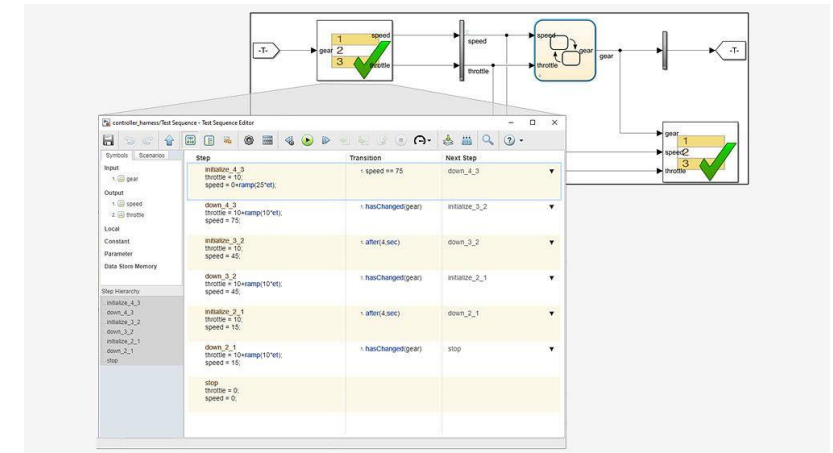 -T-
gear
1
2
3
speed
throttle
speed
throttle
speed
throttle
gear
gear
-T-
gear
speed
throttle
1
2
3
controller_harness/Test Sequence - Test Sequence Editor
Symbols Scenarios
Input
1. gear
Output
1. speed
2. throttle
Local
Constant
Parameter
Data Store Memory
Step Hierarchy
initialize_4_3
down_4_3
initialize_3_2
down_3_2
initialize_2_1
down_2_1
stop
Step Transition Next Step
initialize_4_3
throttle = 10;
speed = 0+ramp(25*et);
1. speed == 75 down_4_3
down_4_3
throttle = 10+ramp(10*et);
speed = 75;
1. hasChanged(gear) initialize_3_2
initialize_3_2
throttle = 10;
speed = 45;
1. after(4,sec) down_3_2
down_3_2
throttle = 10+ramp(10*et);
speed = 45;
1. hasChanged(gear) initialize_2_1
initialize_2_1
throttle = 10;
speed = 15;
1. after(4,sec) down_2_1
down_2_1
throttle = 10+ramp(10*et);
speed = 15;
1. hasChanged(gear) stop
stop
throttle = 0;
speed = 0;